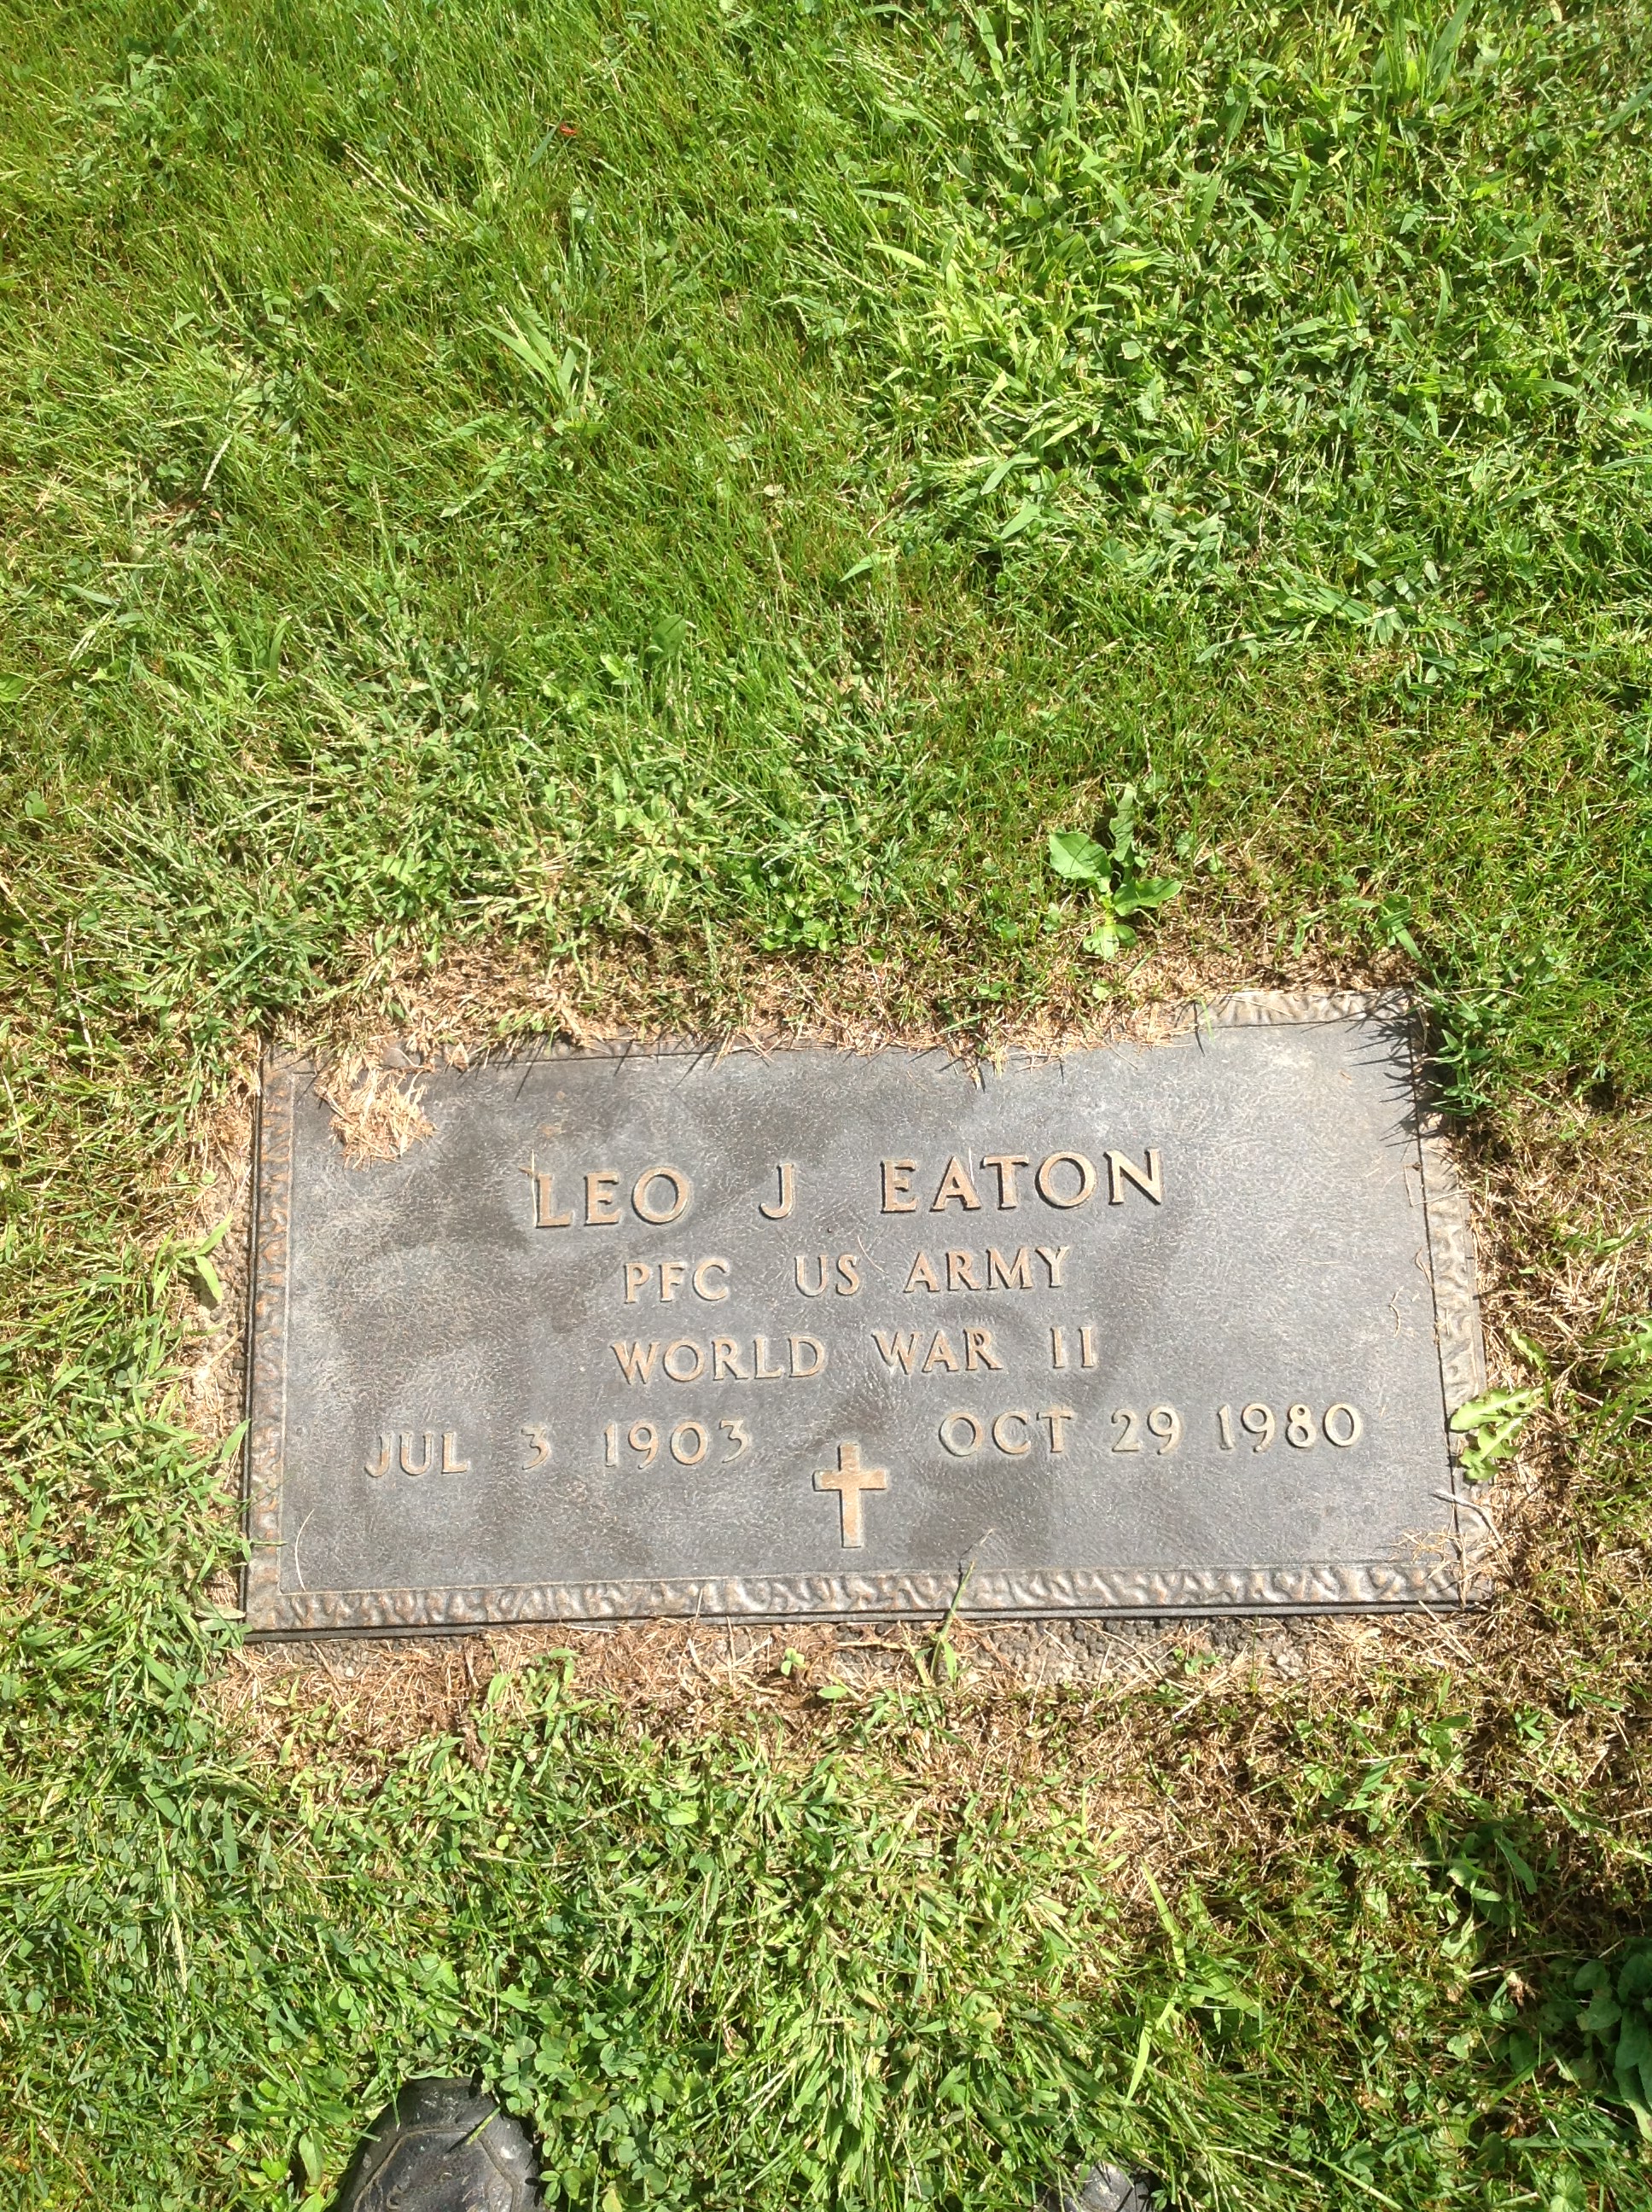 LEO J EATON
PFC US ARMY
WORLD WAR II
JUL 3 1903 OCT 29 1980